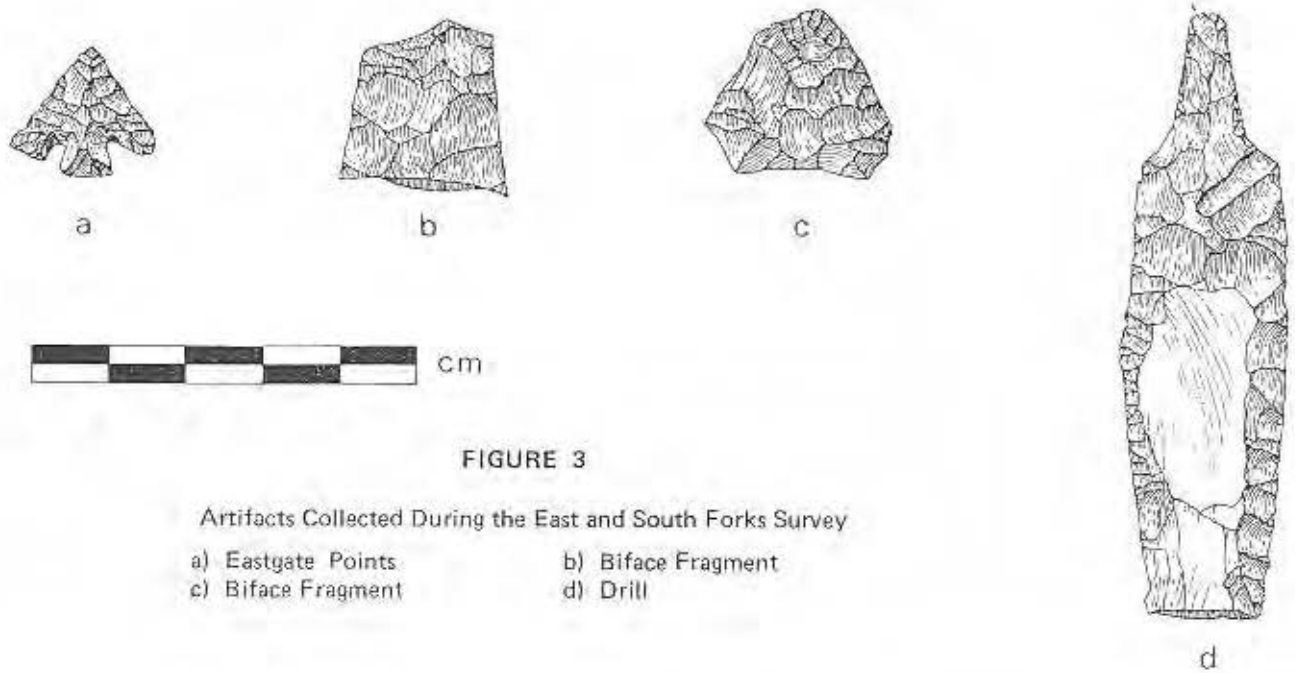 a
b
c
cm
FIGURE 3
Artifacts Collected During the East and South Forks Survey
a) Eastgate Points b) Biface Fragment
c) Biface Fragment d) Drill
d